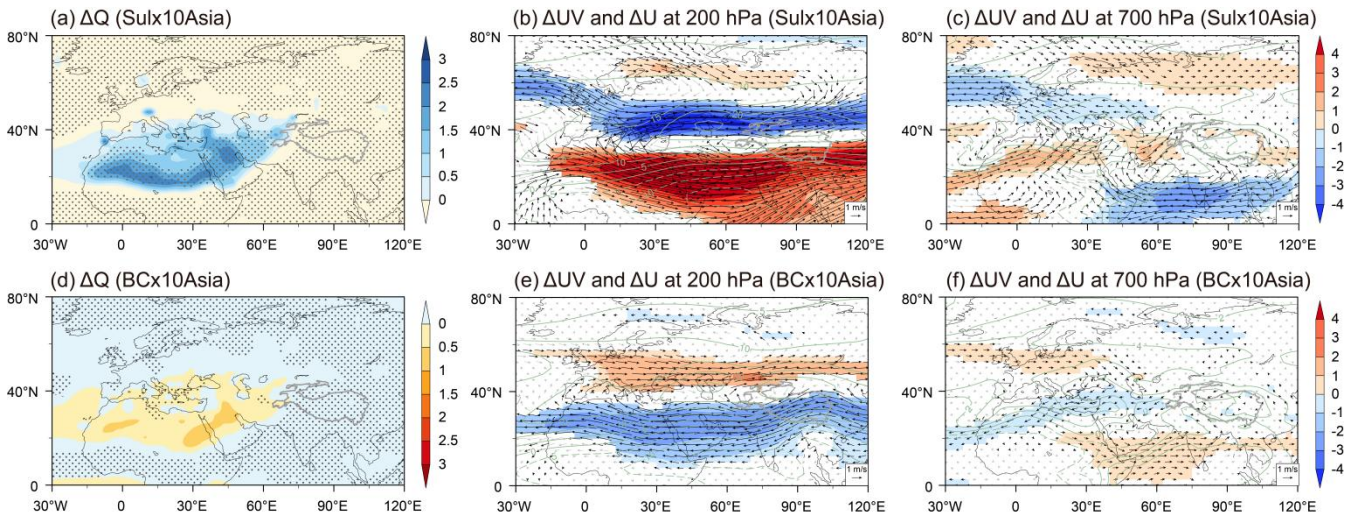 (a) ΔQ (Sulx10Asia)
(b) ΔUV and ΔU at 200 hPa (Sulx10Asia)
(c) ΔUV and ΔU at 700 hPa (Sulx10Asia)
80°N
40°N
0
30°W 0 30°E 60°E 90°E 120°E
3
2.5
2
1.5
1
0.5
0
80°N
40°N
0
30°W 0 30°E 60°E 90°E 120°E
10
5
1 m/s
80°N
40°N
0
30°W 0 30°E 60°E 90°E 120°E
1 m/s
4
3
2
1
0
-1
-2
-3
-4
(d) ΔQ (BCx10Asia)
(e) ΔUV and ΔU at 200 hPa (BCx10Asia)
(f) ΔUV and ΔU at 700 hPa (BCx10Asia)
80°N
40°N
0
30°W 0 30°E 60°E 90°E 120°E
0
0.5
1
1.5
2
2.5
3
80°N
40°N
0
30°W 0 30°E 60°E 90°E 120°E
10
1 m/s
80°N
40°N
0
30°W 0 30°E 60°E 90°E 120°E
1 m/s
4
3
2
1
0
-1
-2
-3
-4